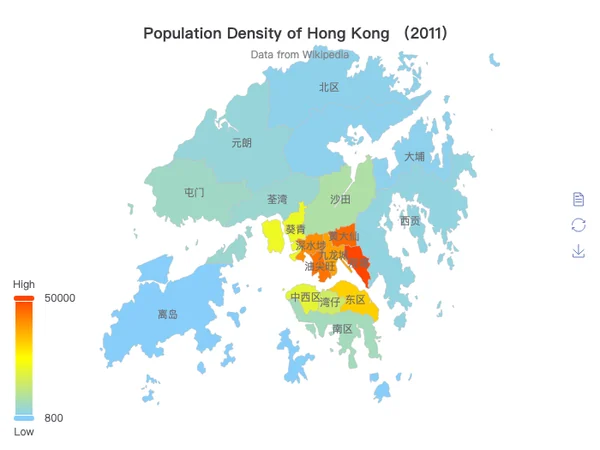 Population Density of Hong Kong （2011）
Data from Wikipedia
北区
元朗
大埔
屯门
荃湾
沙田
西贡
葵青
黄大仙
深水埗
九龙城
油尖旺
中西区
湾仔
东区
离岛
南区
High
50000
800
Low